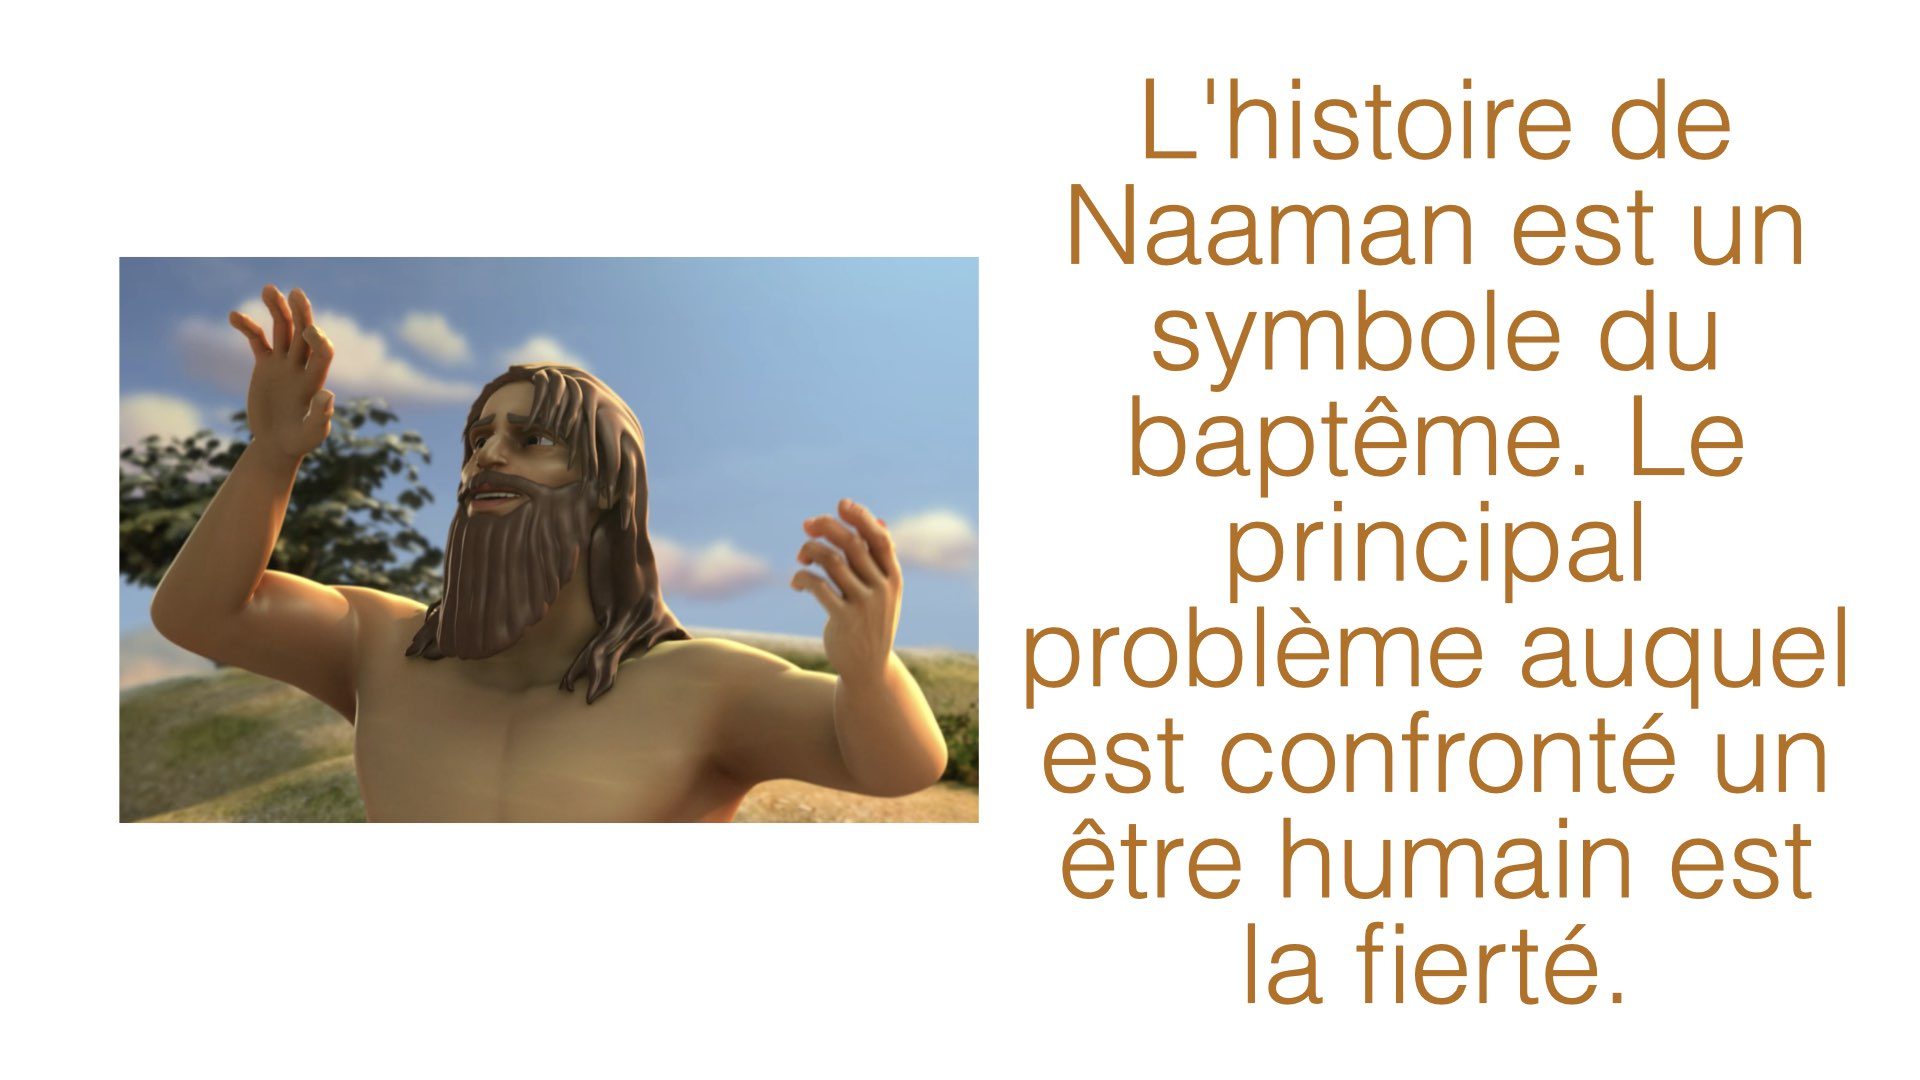 L'histoire de
Naaman est un
symbole du
baptême. Le
principal
problème auquel
est confronté un
être humain est
la fierté.